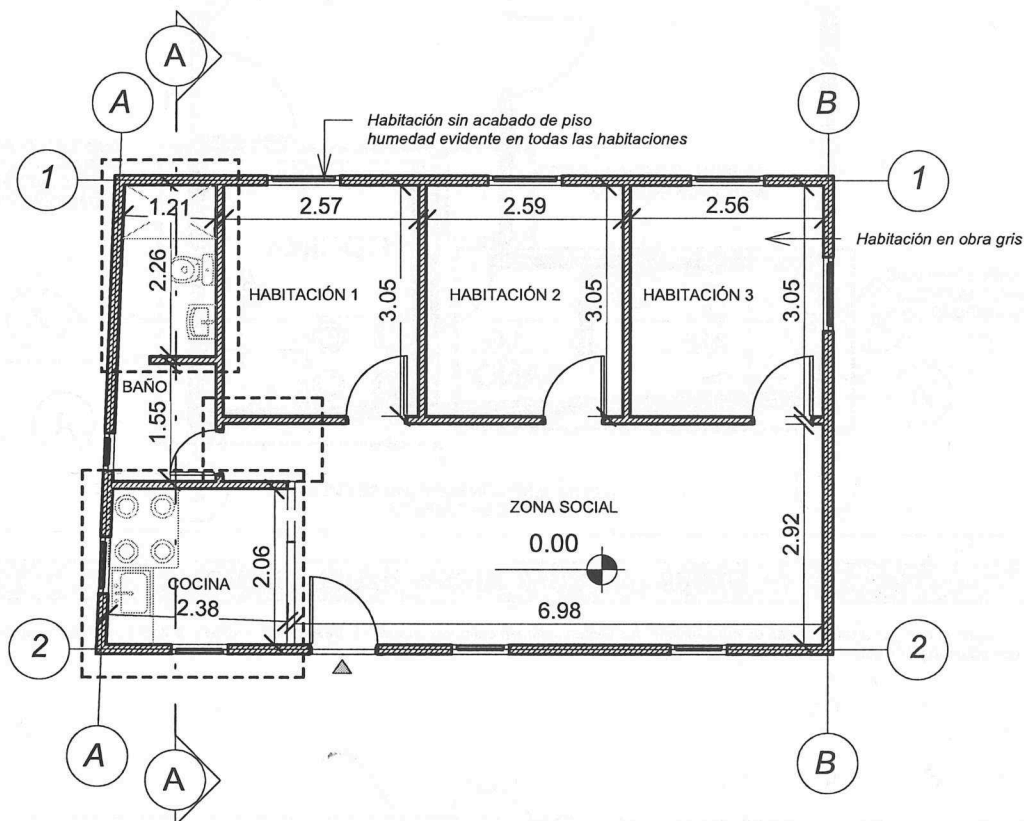 A
A
B
Habitación sin acabado de piso
humedad evidente en todas las habitaciones
1
1
1.21
2.57
2.59
2.56
Habitación en obra gris
2.26
HABITACIÓN 1
3.05
HABITACIÓN 2
3.05
HABITACIÓN 3
3.05
BAÑO
1.55
ZONA SOCIAL
0.00
2.92
COCINA
2.06
2.38
6.98
2
2
A
A
B